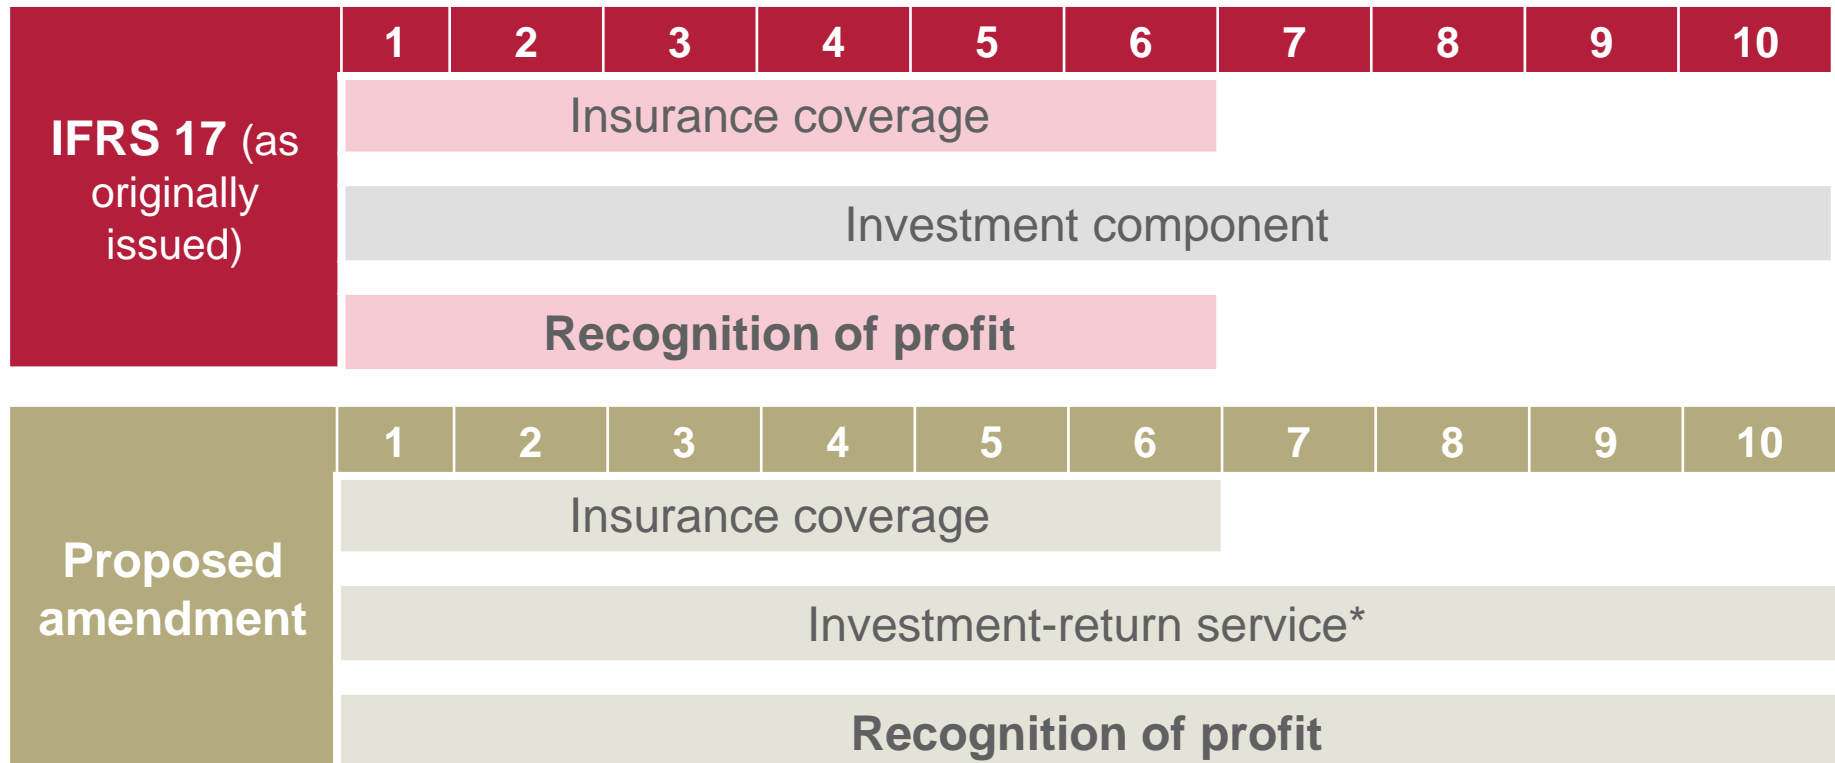 1 2 3 4 5 6 7 8 9 10
IFRS 17 (as
originally
issued)
Insurance coverage
Investment component
Recognition of profit
1 2 3 4 5 6 7 8 9 10
Proposed
amendment
Insurance coverage
Investment-return service*
Recognition of profit